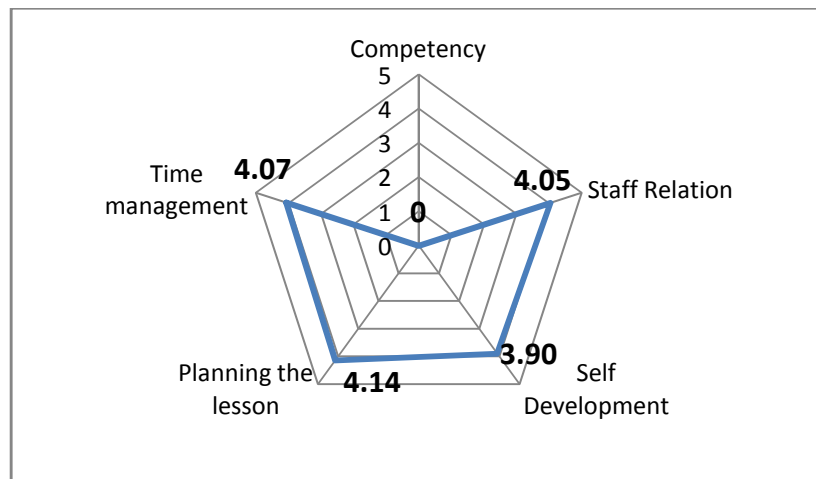 Competency
5
4
3
2
1
0
0
4.05
Staff Relation
3.90
Self
Development
4.14
Planning the
lesson
4.07
Time
management